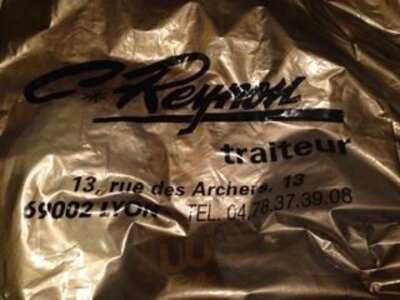 C*Reynon
traiteur
13, rue des Archers, 13
69002 LYON - TEL. 04.78.37.39.08